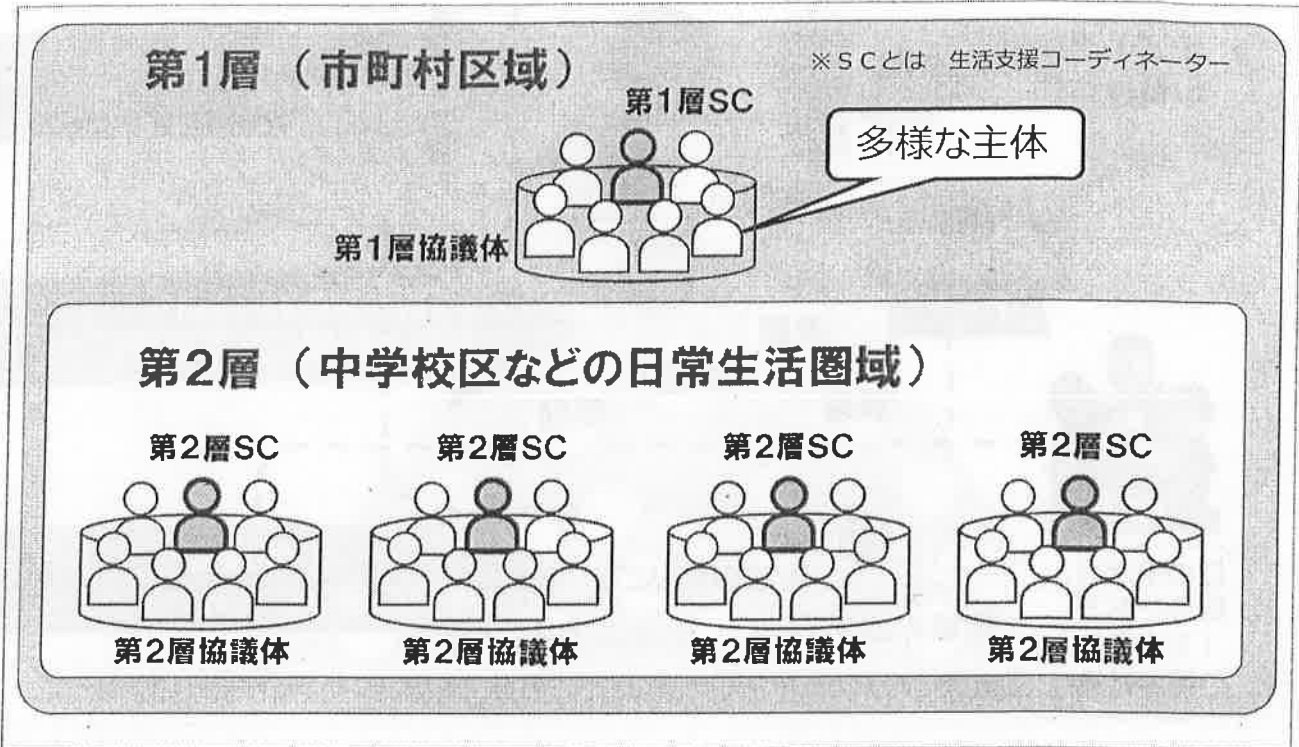 第1層（市町村区域）
※SCとは　生活支援コーディネーター
第1層SC
多様な主体
第1層協議体
第2層（中学校区などの日常生活圏域）
第2層SC
第2層SC
第2層SC
第2層SC
第2層協議体
第2層協議体
第2層協議体
第2層協議体